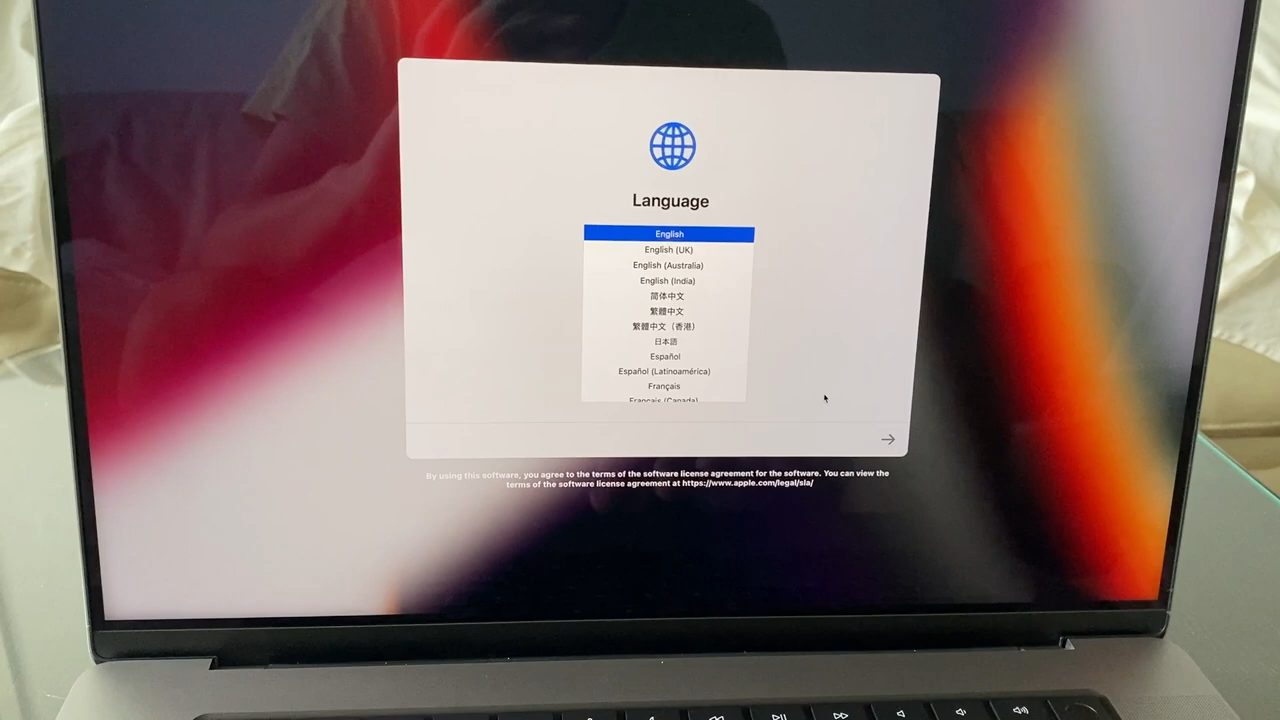 Language
English
English (UK)
English (Australia)
English (India)
简体中文
繁體中文
繁體中文（香港）
日本語
Español
Español (Latinoamérica)
Français
Français (Canada)
By using this software, you agree to the terms of the software license agreement for the software. You can view the
terms of the software license agreement at https://www.apple.com/legal/sla/